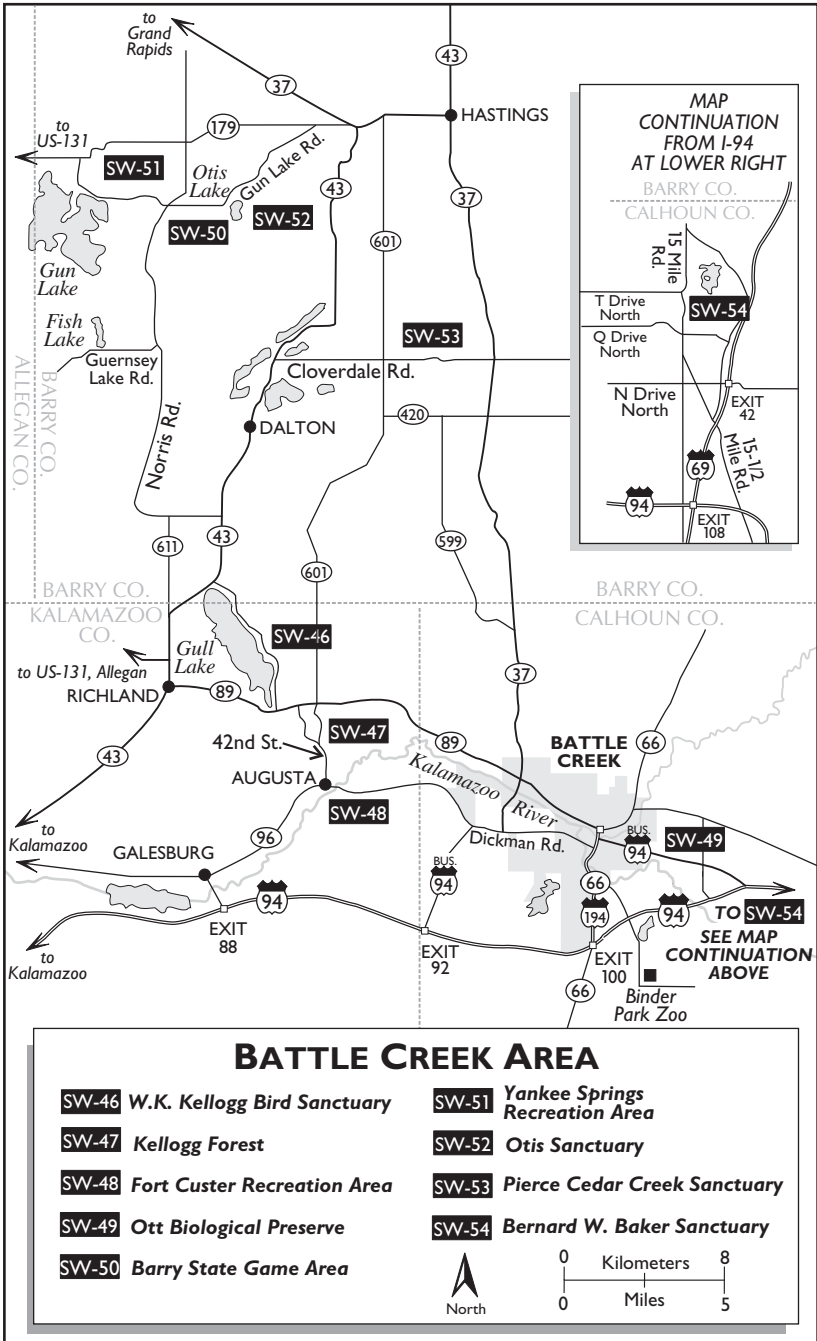 to
Grand
Rapids
43
37
HASTINGS
to
US-131
179
SW-51
Otis
Lake
Gun Lake Rd.
43
37
SW-50
SW-52
601
Gun
Lake
Fish
Lake
SW-53
Guernsey
Lake Rd.
Cloverdale Rd.
ALLEGAN CO.
BARRY CO.
Norris Rd.
DALTON
420
611
43
599
601
BARRY CO.
KALAMAZOO
CO.
BARRY CO.
CALHOUN CO.
Gull
Lake
SW-46
to US-131, Allegan
RICHLAND
89
37
43
42nd St.
SW-47
89
BATTLE
CREEK
66
AUGUSTA
Kalamazoo River
SW-48
to
Kalamazoo
96
Dickman Rd.
BUS.
94
SW-49
GALESBURG
BUS.
94
66
94
194
94
TO SW-54
SEE MAP
CONTINUATION
ABOVE
EXIT
88
EXIT
92
EXIT
100
to
Kalamazoo
66
Binder
Park Zoo
MAP
CONTINUATION
FROM I-94
AT LOWER RIGHT
BARRY CO.
CALHOUN CO.
15 Mile
Rd.
T Drive
North
SW-54
Q Drive
North
N Drive
North
EXIT
42
15-1/2
Mile Rd.
69
94
EXIT
108
BATTLE CREEK AREA
SW-46 W.K. Kellogg Bird Sanctuary
SW-47 Kellogg Forest
SW-48 Fort Custer Recreation Area
SW-49 Ott Biological Preserve
SW-50 Barry State Game Area
SW-51 Yankee Springs
Recreation Area
SW-52 Otis Sanctuary
SW-53 Pierce Cedar Creek Sanctuary
SW-54 Bernard W. Baker Sanctuary
North
0 Kilometers 8
0 Miles 5